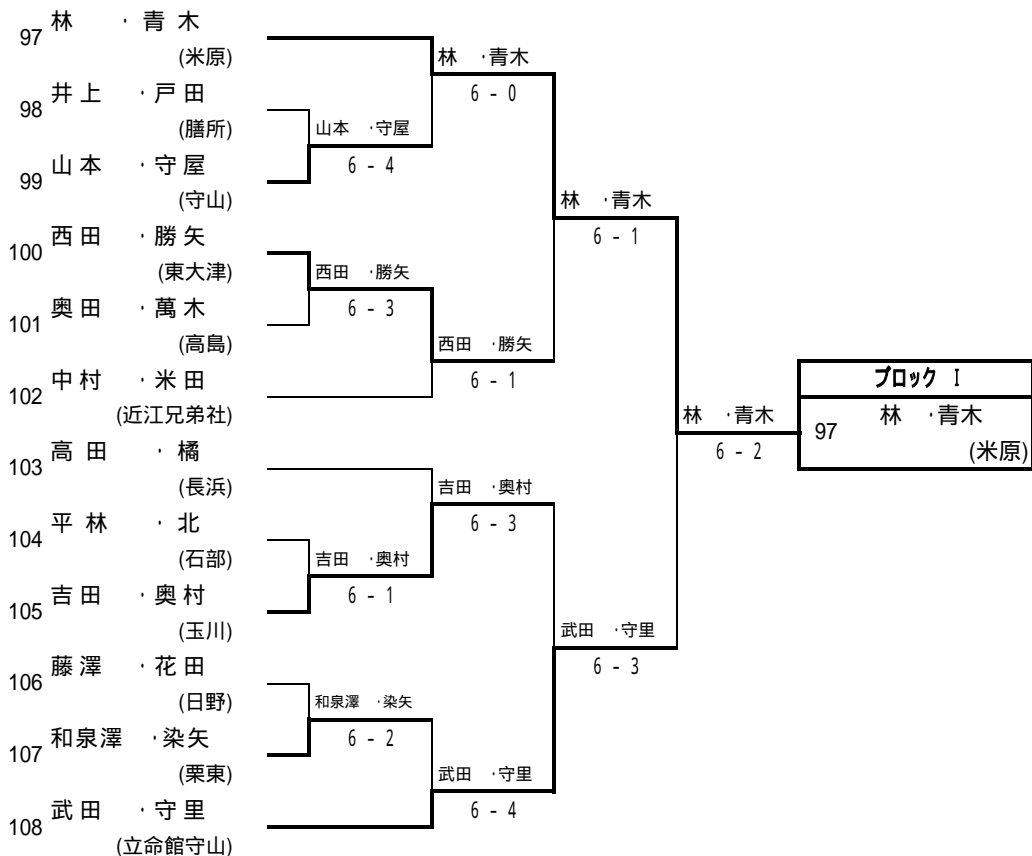 97 林 ・青 木
(米原)
98 井 上 ・戸 田
(膳所)
99 山 本 ・守 屋
(守山)
100 西 田 ・勝 矢
(東大津)
101 奥 田 ・萬 木
(高島)
102 中 村 ・米 田
(近江兄弟社)
103 高 田 ・橘
(長浜)
104 平 林 ・北
(石部)
105 吉 田 ・奥 村
(玉川)
106 藤 澤 ・花 田
(日野)
107 和泉澤 ・染 矢
(栗東)
108 武 田 ・守 里
(立命館守山)
山本 ・守屋
6 - 4
西田 ・勝矢
6 - 3
吉田 ・奥村
6 - 1
和泉澤 ・染矢
6 - 2
林 ・青木
6 - 0
西田 ・勝矢
6 - 1
吉田 ・奥村
6 - 3
武田 ・守里
6 - 4
林 ・青木
6 - 1
武田 ・守里
6 - 3
林 ・青木
6 - 2
ブロック I
97 林 ・青木
(米原)